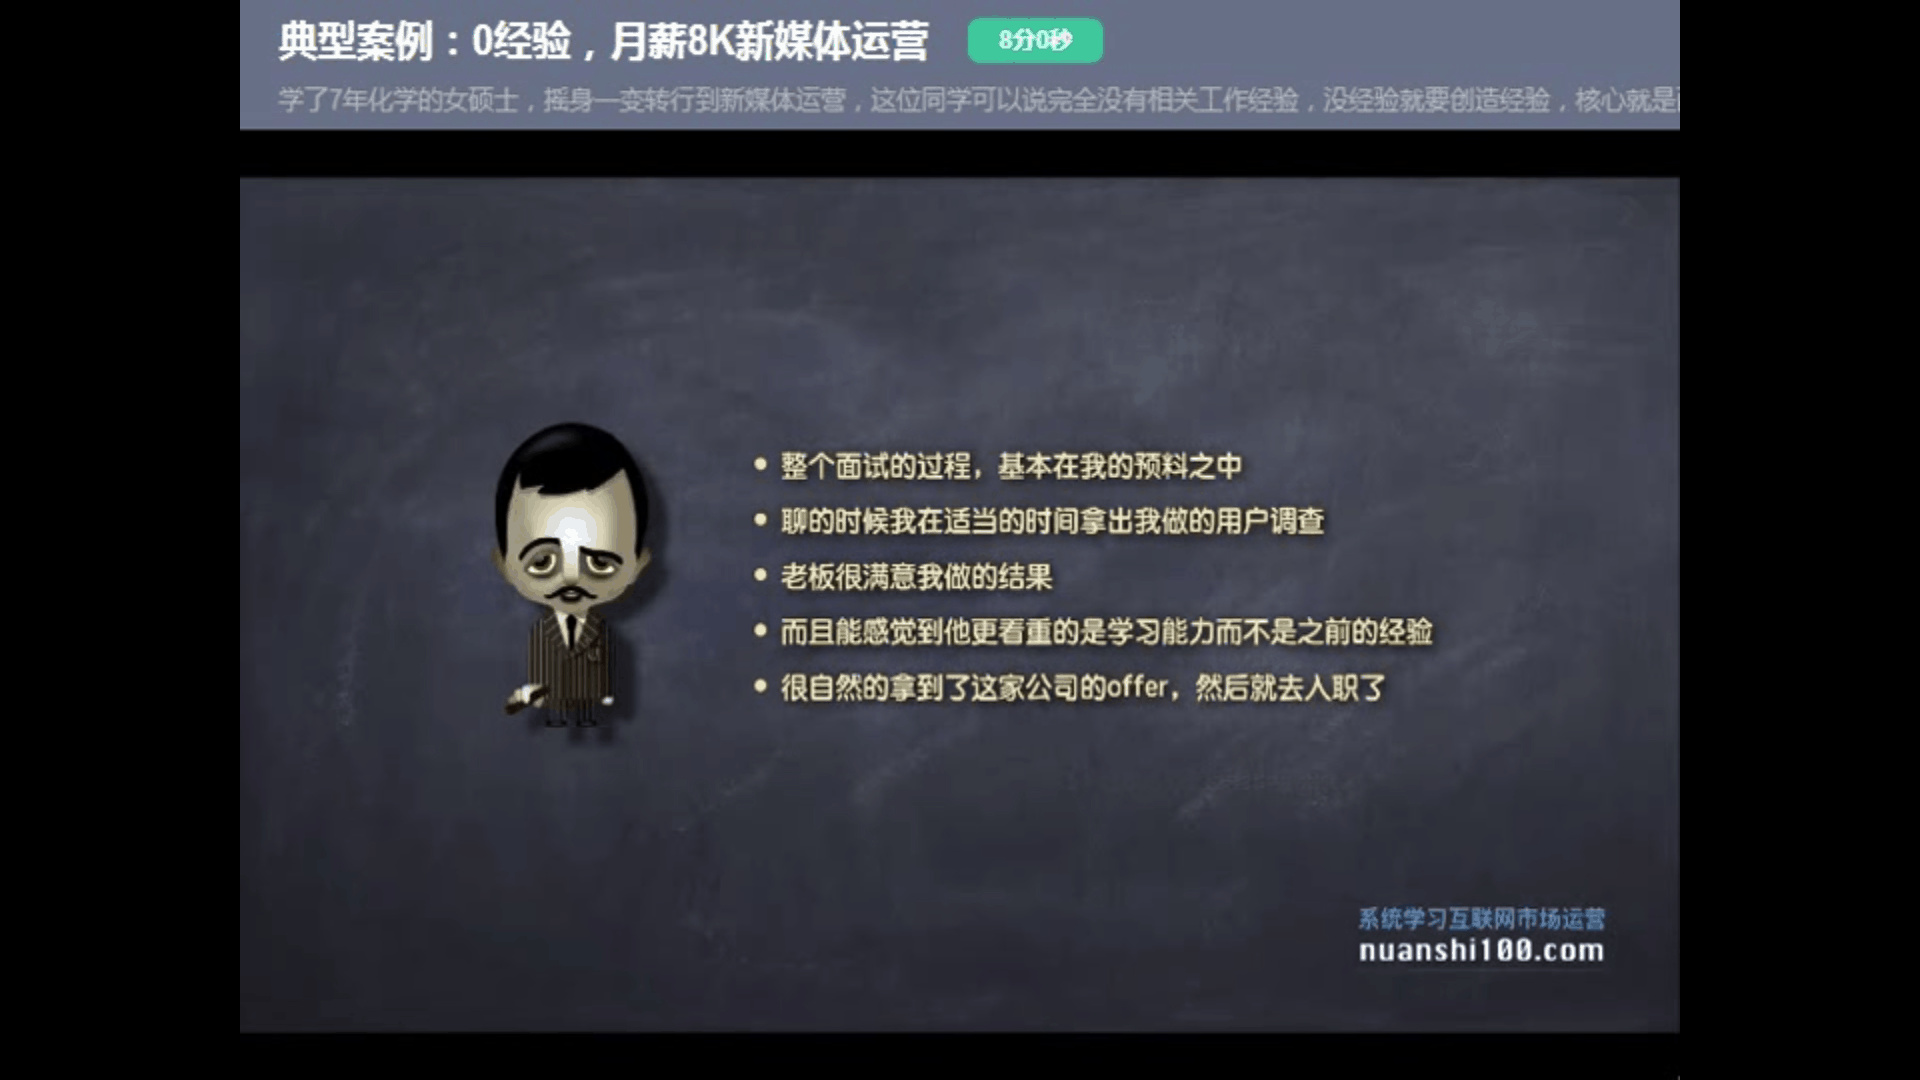 典型案例：0经验，月薪8K新媒体运营
8分0秒
学了7年化学的女硕士，摇身一变转行到新媒体运营，这位同学可以说完全没有相关工作经验，没经验就要创造经验，核心就是
• 整个面试的过程，基本在我的预料之中
• 聊的时候我在适当的时间拿出我做的用户调查
• 老板很满意我做的结果
• 而且能感觉到他更看重的是学习能力而不是之前的经验
• 很自然的拿到了这家公司的offer，然后就去入职了
系统学习互联网市场运营
nuanshi100.com